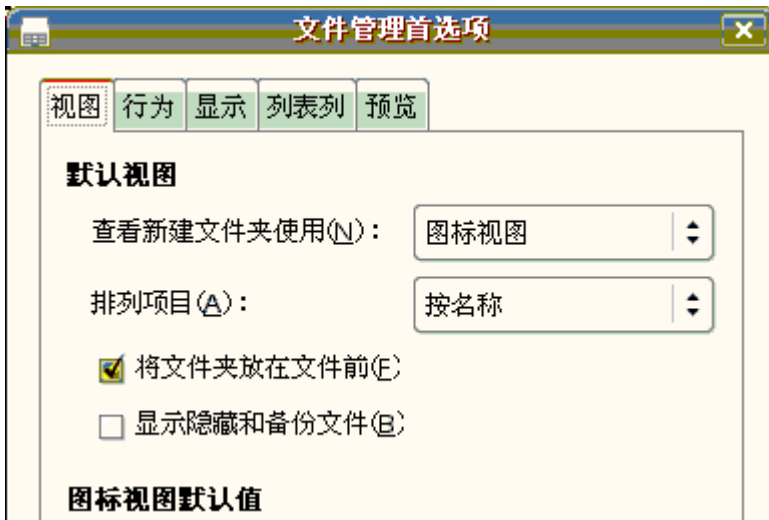 文件管理首选项
视图 行为 显示 列表列 预览
默认视图
查看新建文件夹使用(N): 图标视图
排列项目(A): 按名称
将文件夹放在文件前(F)
显示隐藏和备份文件(B)
图标视图默认值